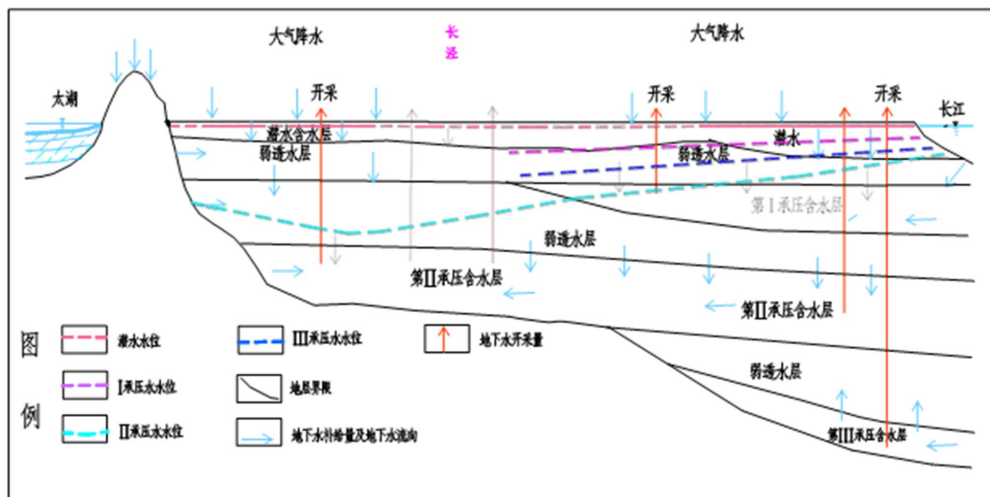 大气降水
长
泾
大气降水
太湖
开采
开采
开采
长江
潜水含水层
潜水
弱透水层
弱透水层
第Ⅰ承压含水层
弱透水层
第Ⅱ承压含水层
第Ⅱ承压含水层
弱透水层
第Ⅲ承压含水层
图
例
潜水水位
Ⅲ承压水水位
地下水开采量
Ⅰ承压水水位
地层界限
Ⅱ承压水水位
地下水补给量及地下水流向